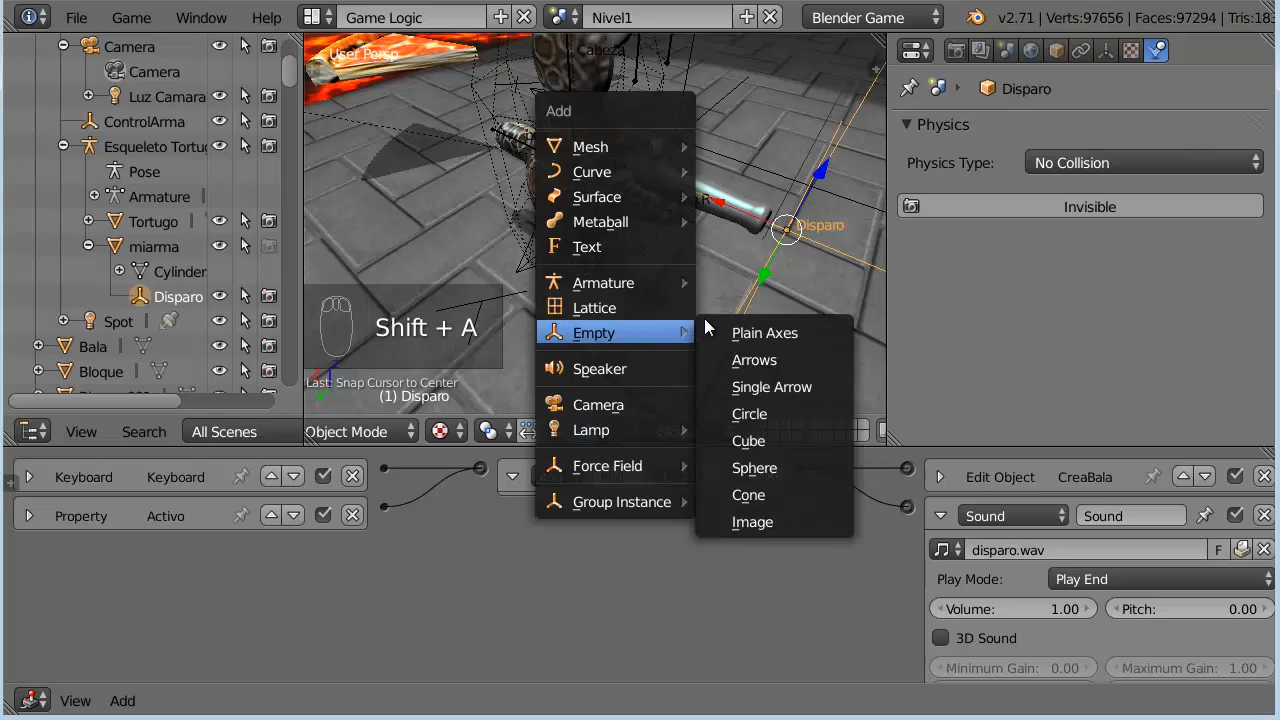 File Game Window Help Game Logic Nivel1 Blender Game v2.71 | Verts:97656 | Faces:97294 | Tris:18
Camera
Camera
Luz Camara
ControlArma
Esqueleto Tortug
Pose
Armature
Tortugo
miarma
Cylinder
Disparo
Spot
Bala
Bloque
View Search All Scenes
User Persp
Cabeza
Disparo
Shift + A
Last: Snap Cursor to Center
(1) Disparo
Object Mode
Add
Mesh
Curve
Surface
Metaball
Text
Armature
Lattice
Empty
Speaker
Camera
Lamp
Force Field
Group Instance
Plain Axes
Arrows
Single Arrow
Circle
Cube
Sphere
Cone
Image
Disparo
Physics
Physics Type: No Collision
Invisible
Keyboard Keyboard
Property Activo
Edit Object CreaBala
Sound Sound
disparo.wav F
Play Mode: Play End
Volume: 1.00 Pitch: 0.00
3D Sound
Minimum Gain: 0.00 Maximum Gain: 1.00
View Add